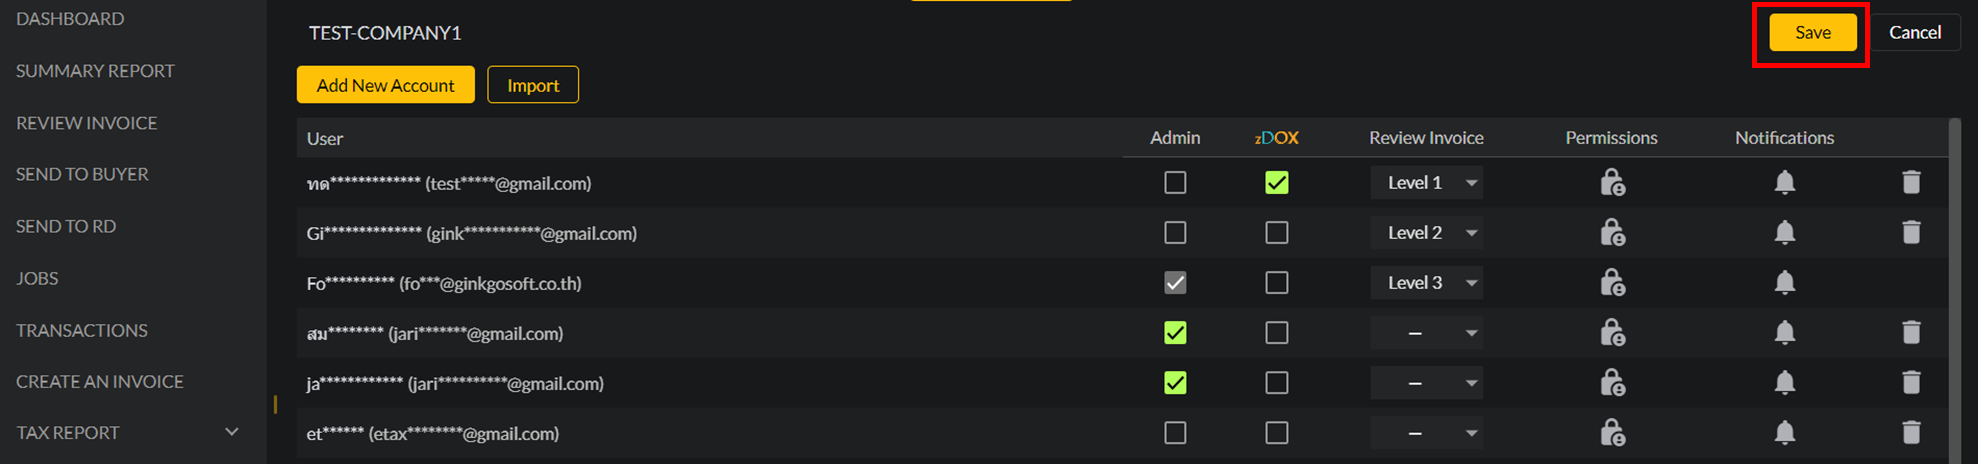 DASHBOARD
SUMMARY REPORT
REVIEW INVOICE
SEND TO BUYER
SEND TO RD
JOBS
TRANSACTIONS
CREATE AN INVOICE
TAX REPORT
TEST-COMPANY1
Save
Cancel
Add New Account
Import
User Admin zDOX Review Invoice Permissions Notifications
ทด************* (test*****@gmail.com) Level 1
Gi************** (gink***********@gmail.com) Level 2
Fo********** (fo***@ginkgosoft.co.th) Level 3
สม******** (jari*******@gmail.com) –
ja************ (jari**********@gmail.com) –
et****** (etax********@gmail.com) –